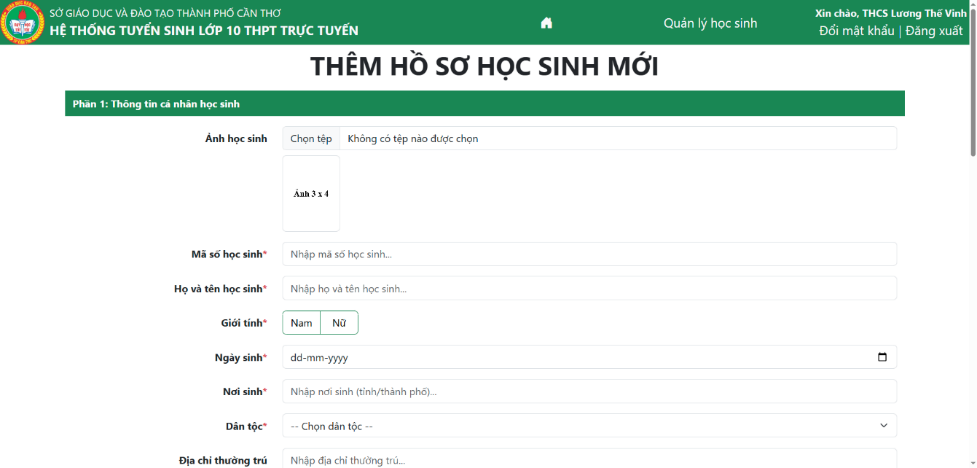 SỞ GIÁO DỤC VÀ ĐÀO TẠO THÀNH PHỐ CẦN THƠ
HỆ THỐNG TUYỂN SINH LỚP 10 THPT TRỰC TUYẾN
Quản lý học sinh
Xin chào, THCS Lương Thế Vinh
Đổi mật khẩu | Đăng xuất
THÊM HỒ SƠ HỌC SINH MỚI
Phần 1: Thông tin cá nhân học sinh
Ảnh học sinh
Chọn tệp Không có tệp nào được chọn
Ảnh 3 x 4
Mã số học sinh*
Nhập mã số học sinh...
Họ và tên học sinh*
Nhập họ và tên học sinh...
Giới tính*
Nam Nữ
Ngày sinh*
dd-mm-yyyy
Nơi sinh*
Nhập nơi sinh (tỉnh/thành phố)...
Dân tộc*
-- Chọn dân tộc --
Địa chỉ thường trú
Nhập địa chỉ thường trú...